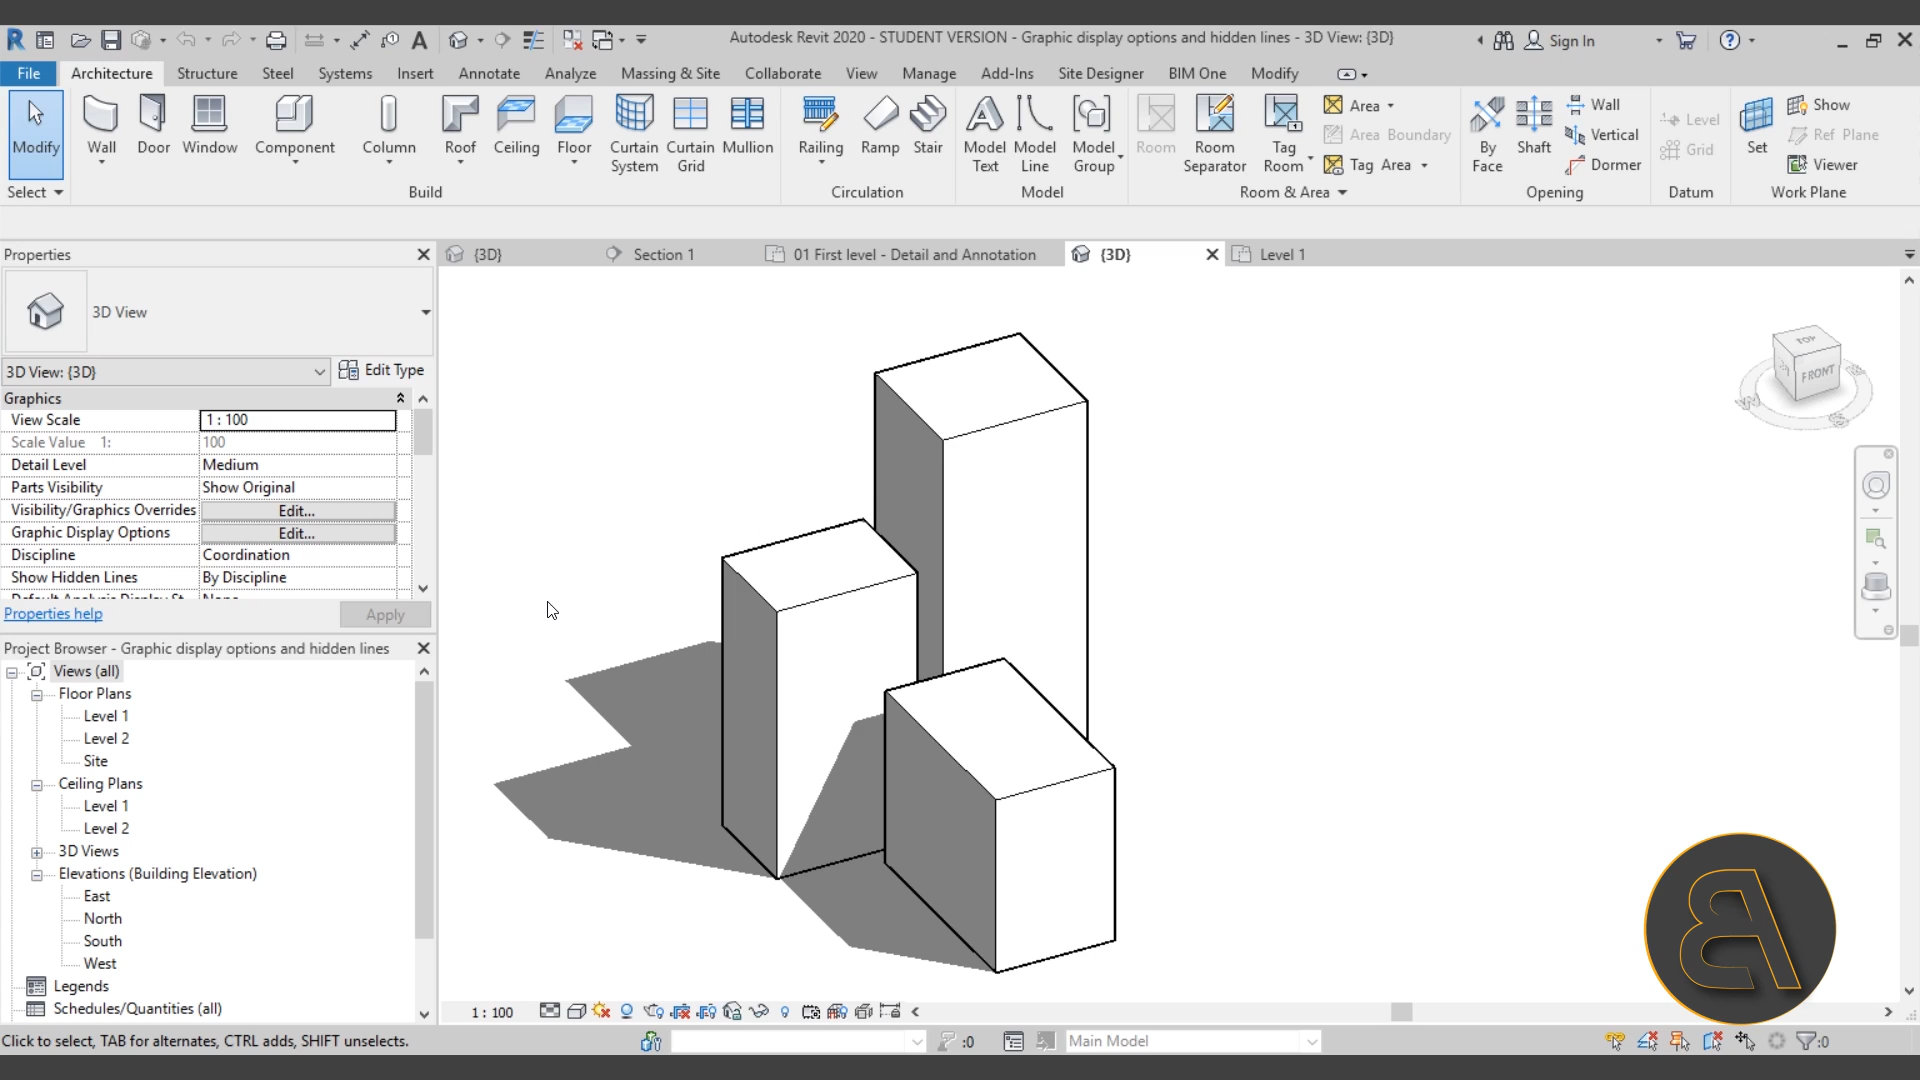 Autodesk Revit 2020 - STUDENT VERSION - Graphic display options and hidden lines - 3D View: {3D}
Sign In
File Architecture Structure Steel Systems Insert Annotate Analyze Massing & Site Collaborate View Manage Add-Ins Site Designer BIM One Modify
Modify
Wall
Door
Window
Component
Column
Roof
Ceiling
Floor
Curtain System
Curtain Grid
Mullion
Railing
Ramp
Stair
Model Text
Model Line
Model Group
Room
Room Separator
Tag Room
Area
Area Boundary
Tag Area
By Face
Shaft
Wall
Vertical
Dormer
Level
Grid
Set
Show
Ref Plane
Viewer
Select
Build
Circulation
Model
Room & Area
Opening
Datum
Work Plane
Properties
{3D}
Section 1
01 First level - Detail and Annotation
{3D}
Level 1
3D View
3D View: {3D}
Edit Type
Graphics
View Scale 1 : 100
Scale Value 1: 100
Detail Level Medium
Parts Visibility Show Original
Visibility/Graphics Overrides Edit...
Graphic Display Options Edit...
Discipline Coordination
Show Hidden Lines By Discipline
Properties help
Apply
TOP
FRONT
Project Browser - Graphic display options and hidden lines
Views (all)
Floor Plans
Level 1
Level 2
Site
Ceiling Plans
Level 1
Level 2
3D Views
Elevations (Building Elevation)
East
North
South
West
Legends
Schedules/Quantities (all)
1 : 100
Click to select, TAB for alternates, CTRL adds, SHIFT unselects.
:0
Main Model
:0